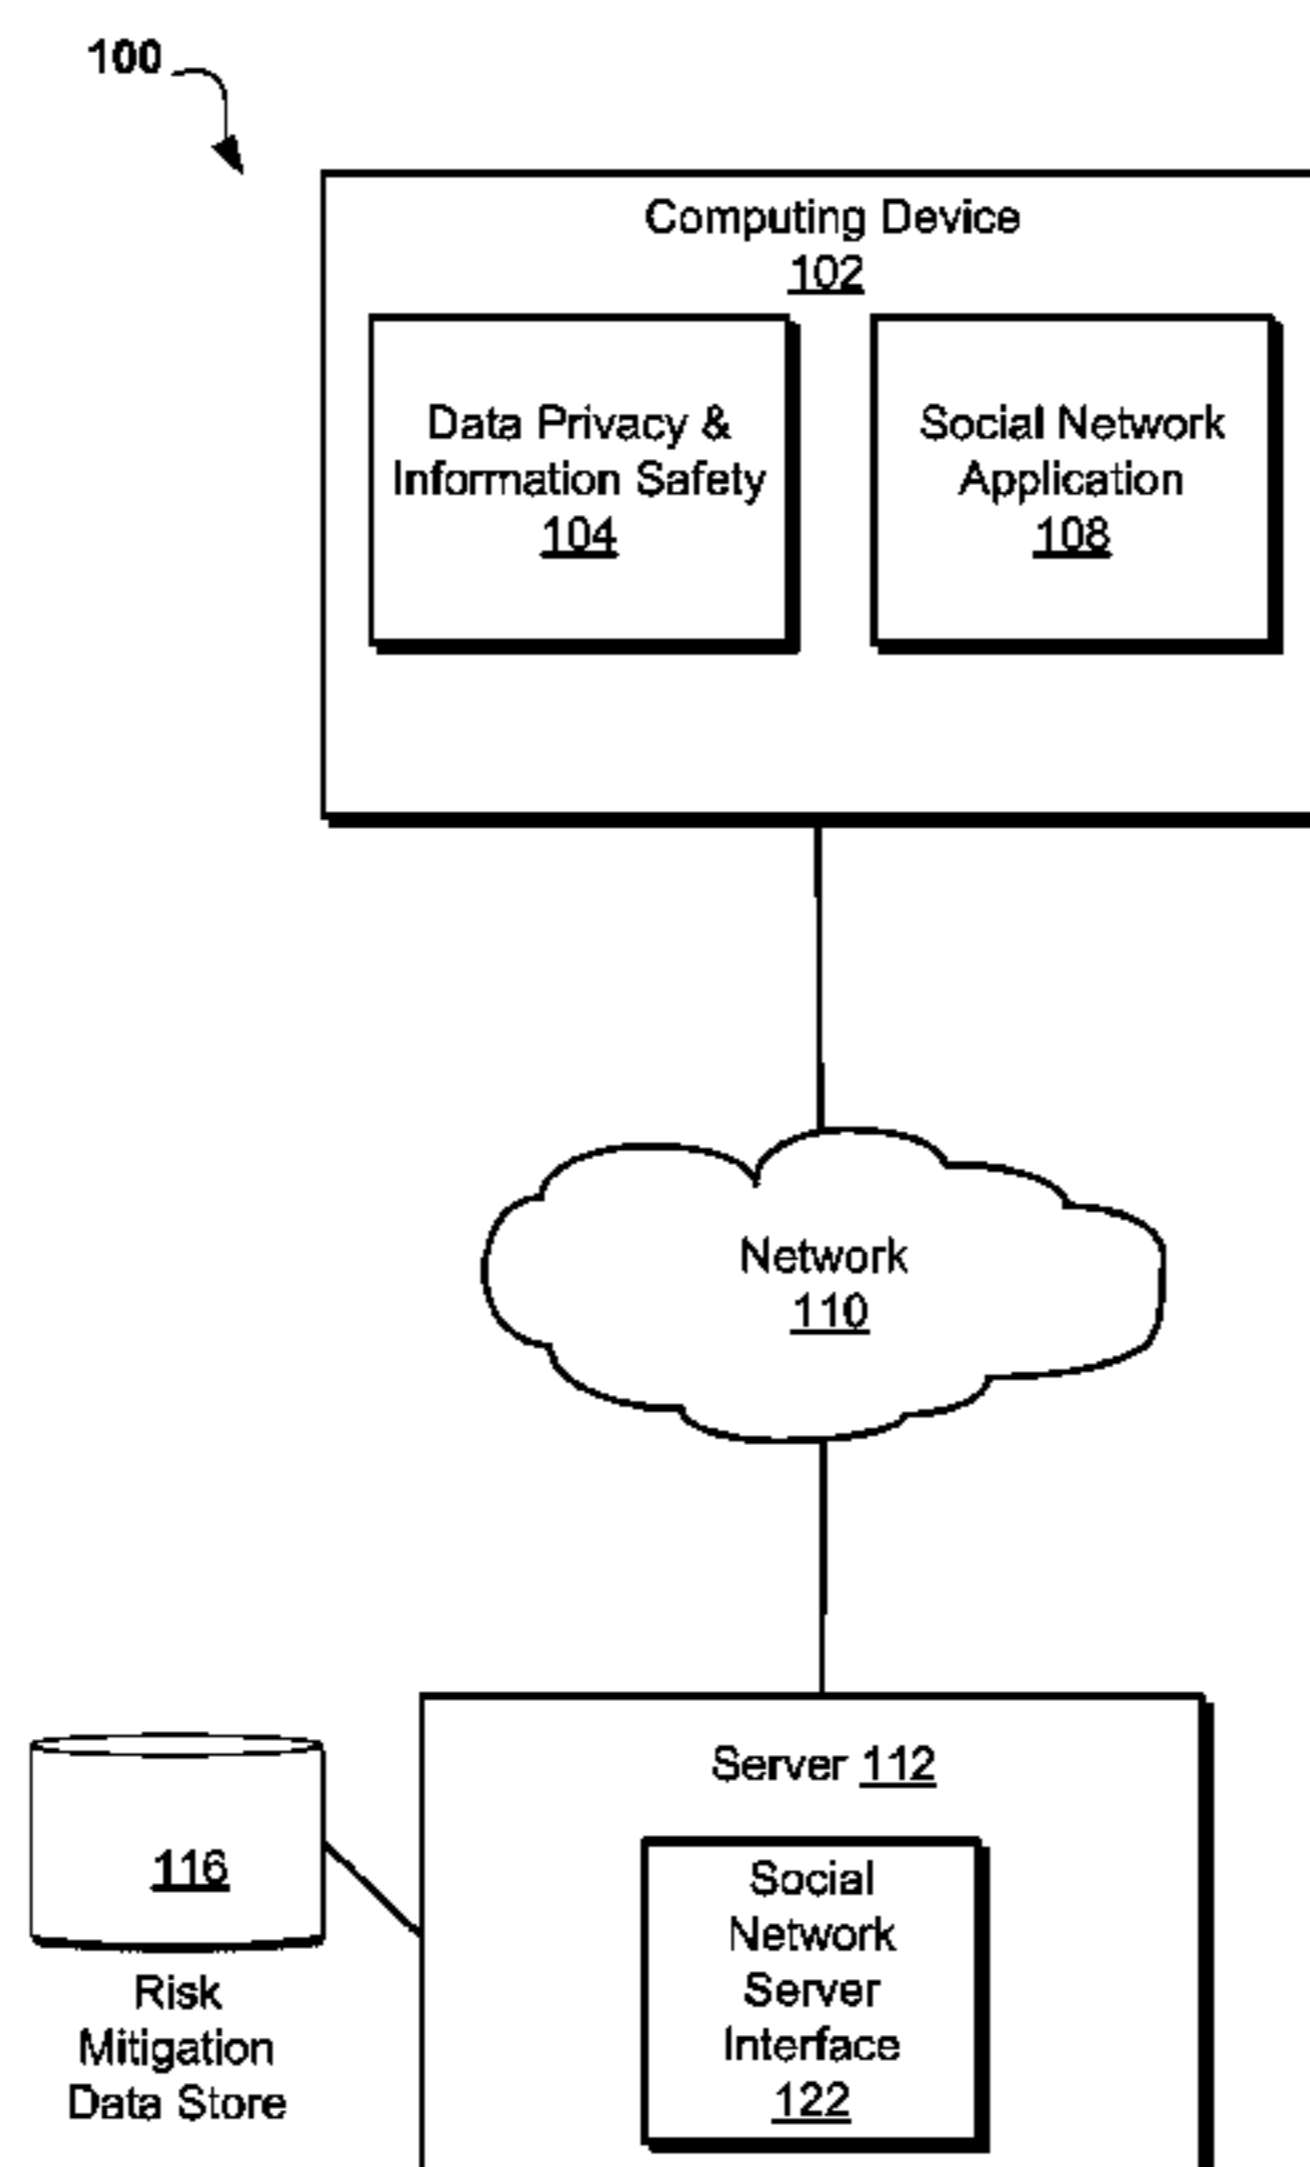 100
Computing Device
102
Data Privacy &
Information Safety
104
Social Network
Application
108
Network
110
Server 112
116
Risk
Mitigation
Data Store
Social
Network
Server
Interface
122